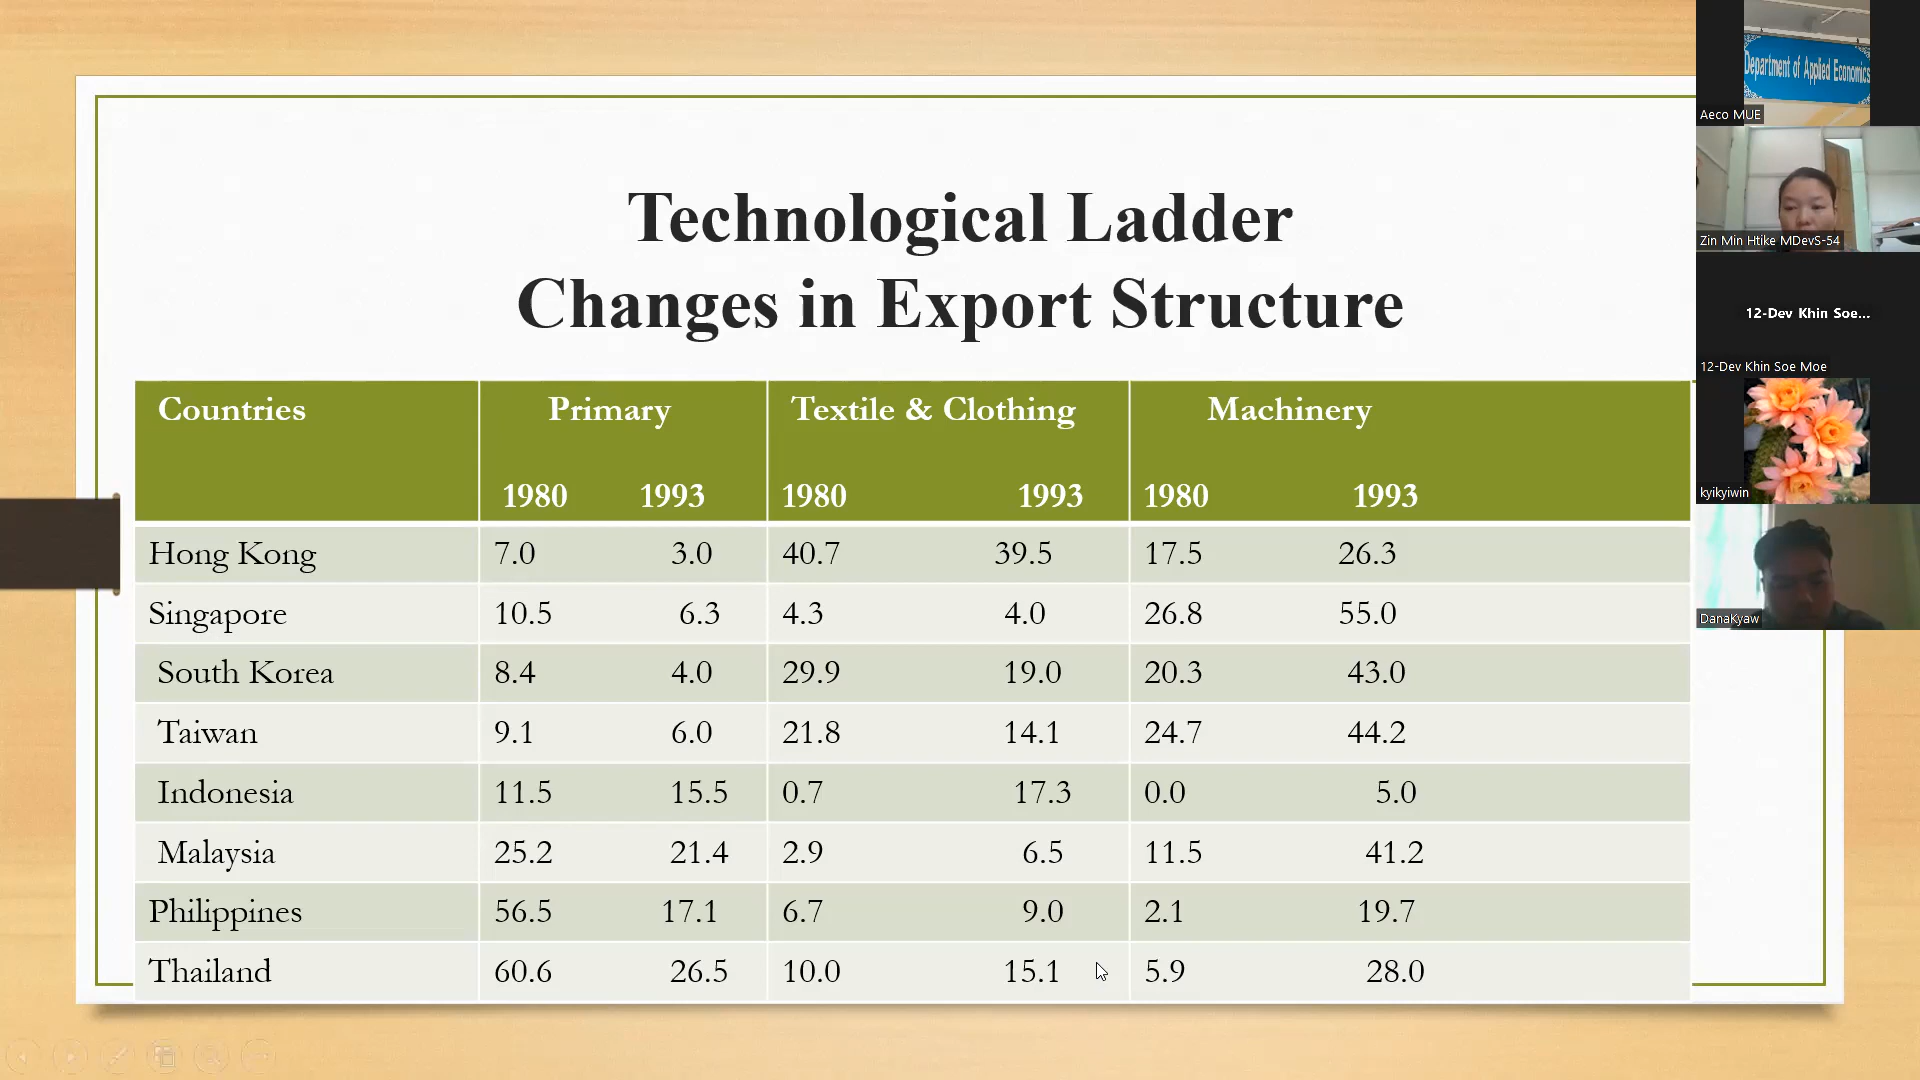 Technological Ladder
Changes in Export Structure
Countries Primary Textile & Clothing Machinery
1980 1993 1980 1993 1980 1993
Hong Kong 7.0 3.0 40.7 39.5 17.5 26.3
Singapore 10.5 6.3 4.3 4.0 26.8 55.0
South Korea 8.4 4.0 29.9 19.0 20.3 43.0
Taiwan 9.1 6.0 21.8 14.1 24.7 44.2
Indonesia 11.5 15.5 0.7 17.3 0.0 5.0
Malaysia 25.2 21.4 2.9 6.5 11.5 41.2
Philippines 56.5 17.1 6.7 9.0 2.1 19.7
Thailand 60.6 26.5 10.0 15.1 5.9 28.0
Department of Applied Economics
Aeco MUE
Zin Min Htike MDevS-54
12-Dev Khin Soe...
12-Dev Khin Soe Moe
kyikyiwin
DanaKyaw